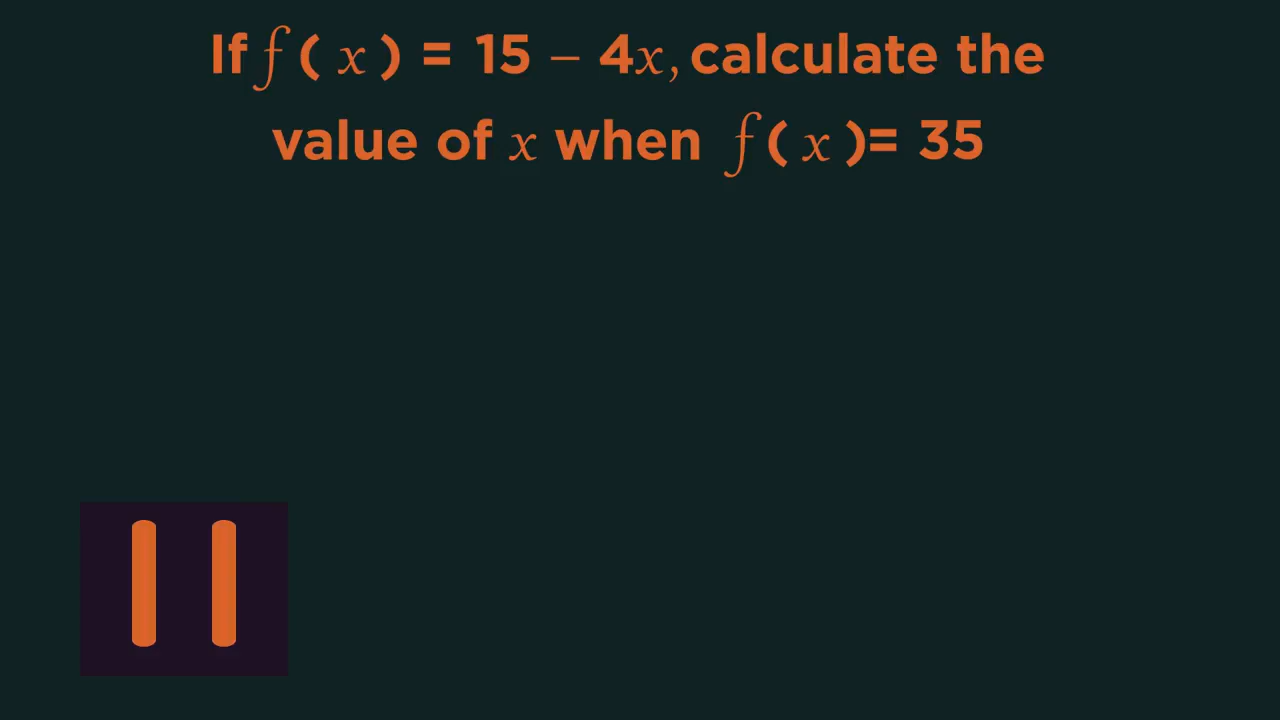 If f ( x ) = 15 – 4x, calculate the
value of x when f ( x )= 35